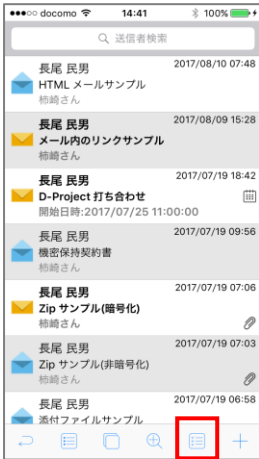 docomo 14:41 100%
送信者検索
長尾 民男 2017/08/10 07:48
HTML メールサンプル
柿崎さん
長尾 民男 2017/08/09 15:28
メール内のリンクサンプル
柿崎さん
長尾 民男 2017/07/19 18:42
D-Project 打ち合わせ
開始日時:2017/07/25 11:00:00
長尾 民男 2017/07/19 09:56
機密保持契約書
柿崎さん
長尾 民男 2017/07/19 07:06
Zip サンプル(暗号化)
柿崎さん
長尾 民男 2017/07/19 07:03
Zip サンプル(非暗号化)
柿崎さん
長尾 民男 2017/07/19 06:58
添付ファイルサンプル